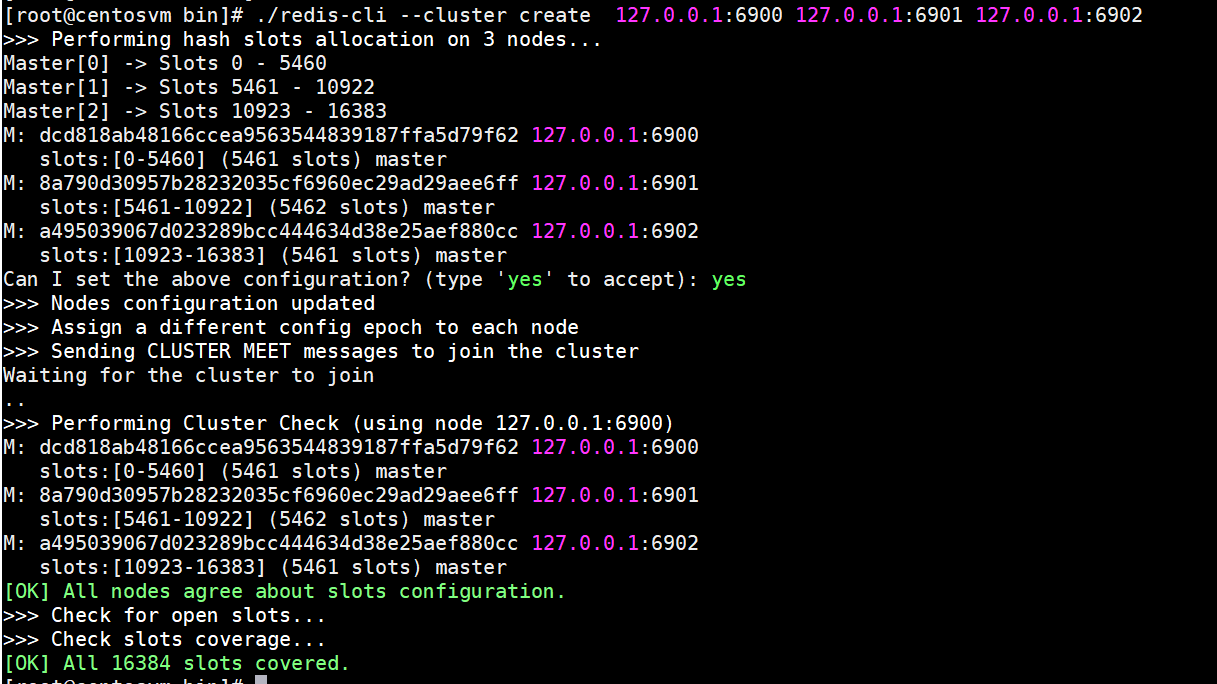 [root@centosvm bin]# ./redis-cli --cluster create  127.0.0.1:6900 127.0.0.1:6901 127.0.0.1:6902
>>> Performing hash slots allocation on 3 nodes...
Master[0] -> Slots 0 - 5460
Master[1] -> Slots 5461 - 10922
Master[2] -> Slots 10923 - 16383
M: dcd818ab48166ccea9563544839187ffa5d79f62 127.0.0.1:6900
   slots:[0-5460] (5461 slots) master
M: 8a790d30957b28232035cf6960ec29ad29aee6ff 127.0.0.1:6901
   slots:[5461-10922] (5462 slots) master
M: a495039067d023289bcc444634d38e25aef880cc 127.0.0.1:6902
   slots:[10923-16383] (5461 slots) master
Can I set the above configuration? (type 'yes' to accept): yes
>>> Nodes configuration updated
>>> Assign a different config epoch to each node
>>> Sending CLUSTER MEET messages to join the cluster
Waiting for the cluster to join
..
>>> Performing Cluster Check (using node 127.0.0.1:6900)
M: dcd818ab48166ccea9563544839187ffa5d79f62 127.0.0.1:6900
   slots:[0-5460] (5461 slots) master
M: 8a790d30957b28232035cf6960ec29ad29aee6ff 127.0.0.1:6901
   slots:[5461-10922] (5462 slots) master
M: a495039067d023289bcc444634d38e25aef880cc 127.0.0.1:6902
   slots:[10923-16383] (5461 slots) master
[OK] All nodes agree about slots configuration.
>>> Check for open slots...
>>> Check slots coverage...
[OK] All 16384 slots covered.
[root@centosvm bin]#